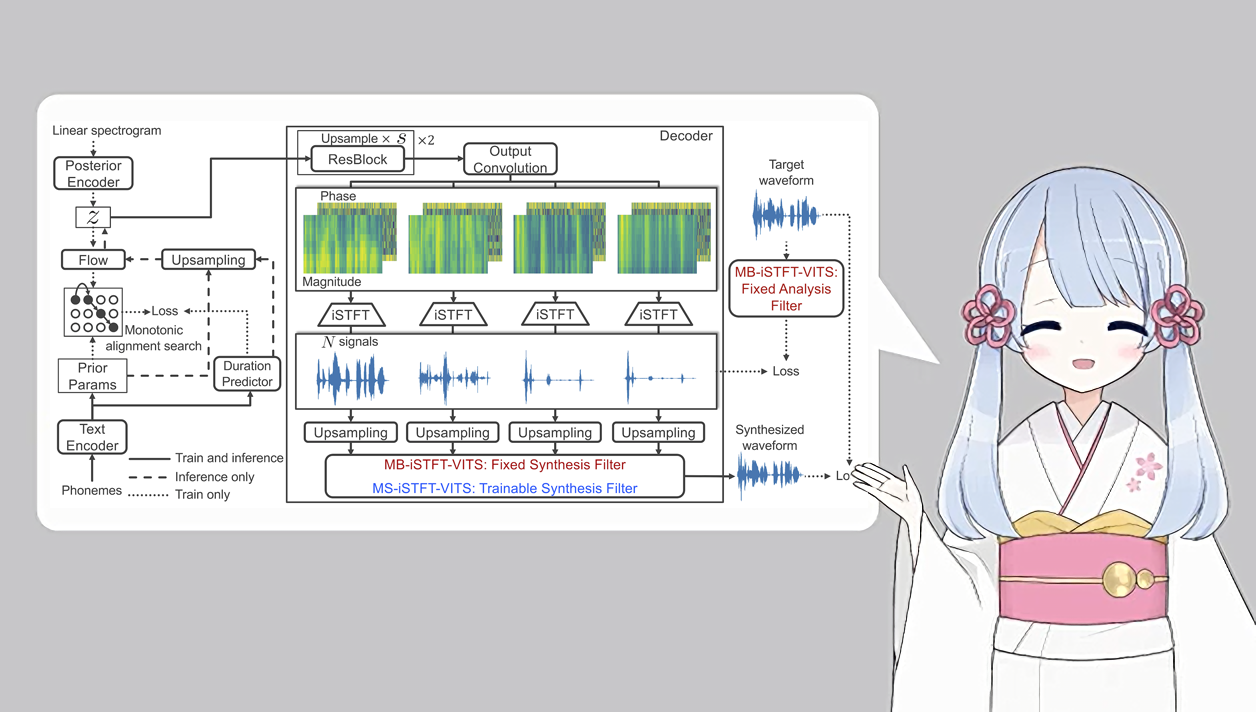 Linear spectrogram
Posterior
Encoder
z
Flow
Upsampling
Loss
Monotonic
alignment search
Prior
Params
Duration
Predictor
Text
Encoder
Phonemes
Train and inference
Inference only
Train only
Decoder
Upsample × s ×2
ResBlock
Output
Convolution
Phase
Magnitude
iSTFT iSTFT iSTFT iSTFT
N signals
Upsampling Upsampling Upsampling Upsampling
MB-iSTFT-VITS: Fixed Synthesis Filter
MS-iSTFT-VITS: Trainable Synthesis Filter
Target
waveform
MB-iSTFT-VITS:
Fixed Analysis
Filter
Loss
Synthesized
waveform
Lo